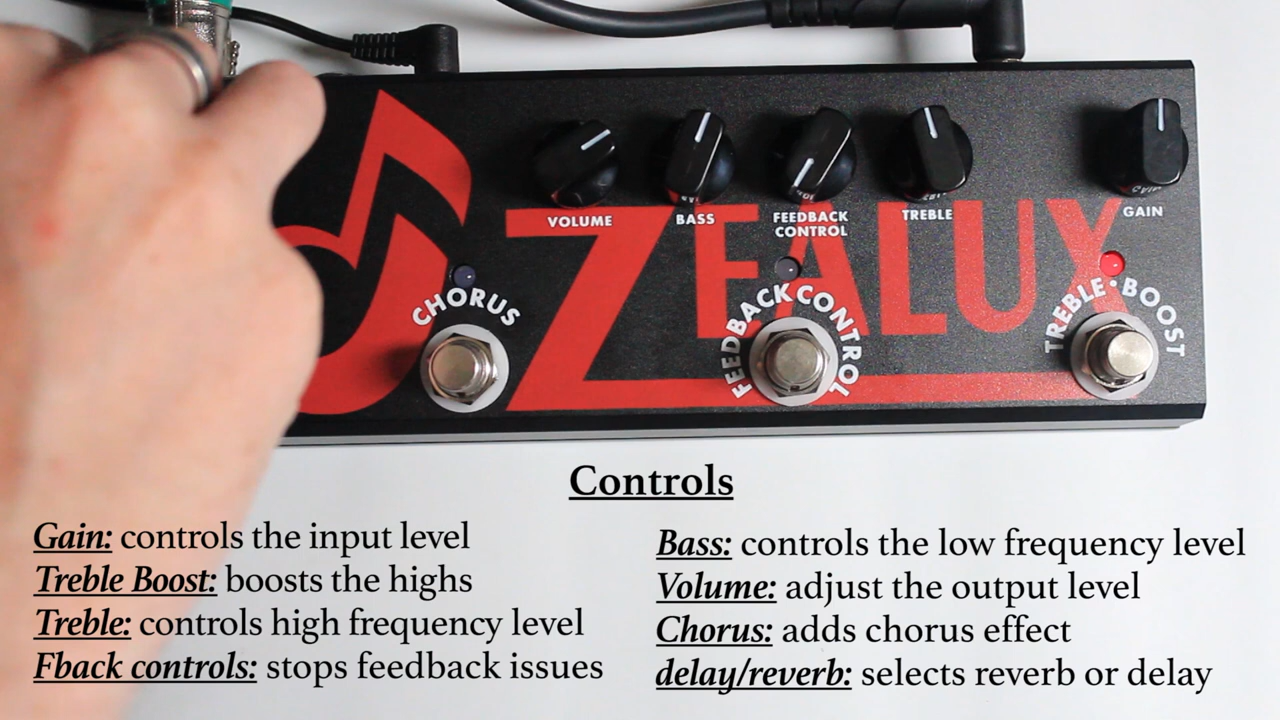 VOLUME
BASS
FEEDBACK
CONTROL
TREBLE
GAIN
ZEALUX
CHORUS
FEEDBACK CONTROL
TREBLE • BOOST
Controls
Gain: controls the input level
Treble Boost: boosts the highs
Treble: controls high frequency level
Fback controls: stops feedback issues
Bass: controls the low frequency level
Volume: adjust the output level
Chorus: adds chorus effect
delay/reverb: selects reverb or delay